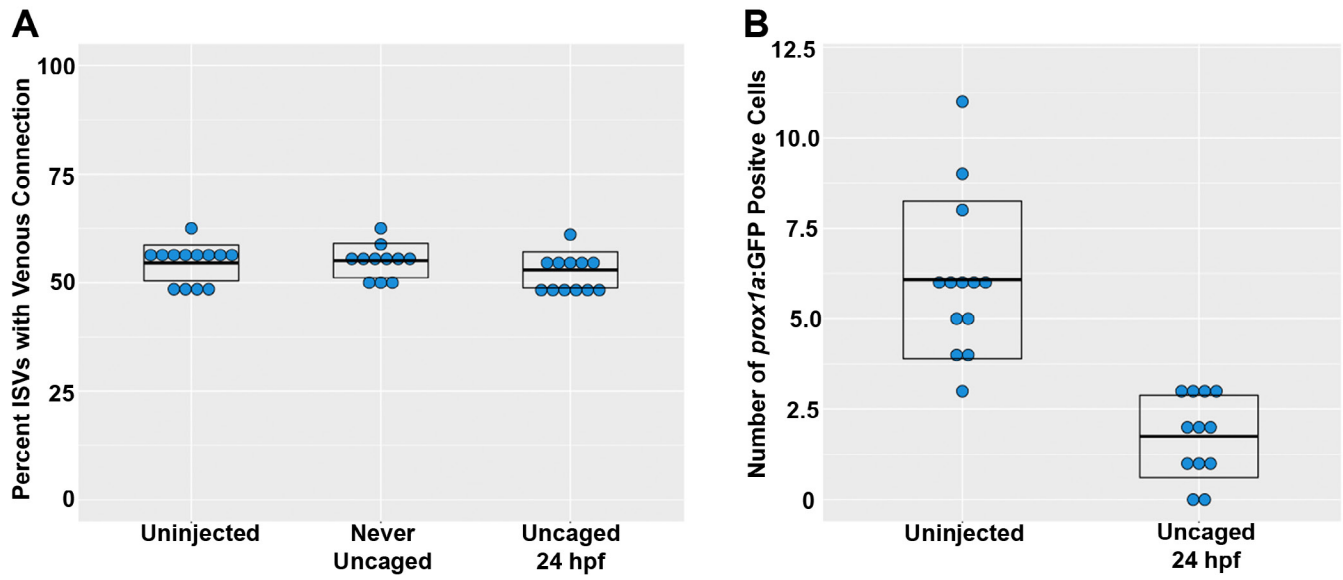 A
Percent ISVs with Venous Connection
100
75
50
25
0
Uninjected
Never
Uncaged
Uncaged
24 hpf
B
Number of prox1a:GFP Positve Cells
12.5
10.0
7.5
5.0
2.5
0
Uninjected
Uncaged
24 hpf